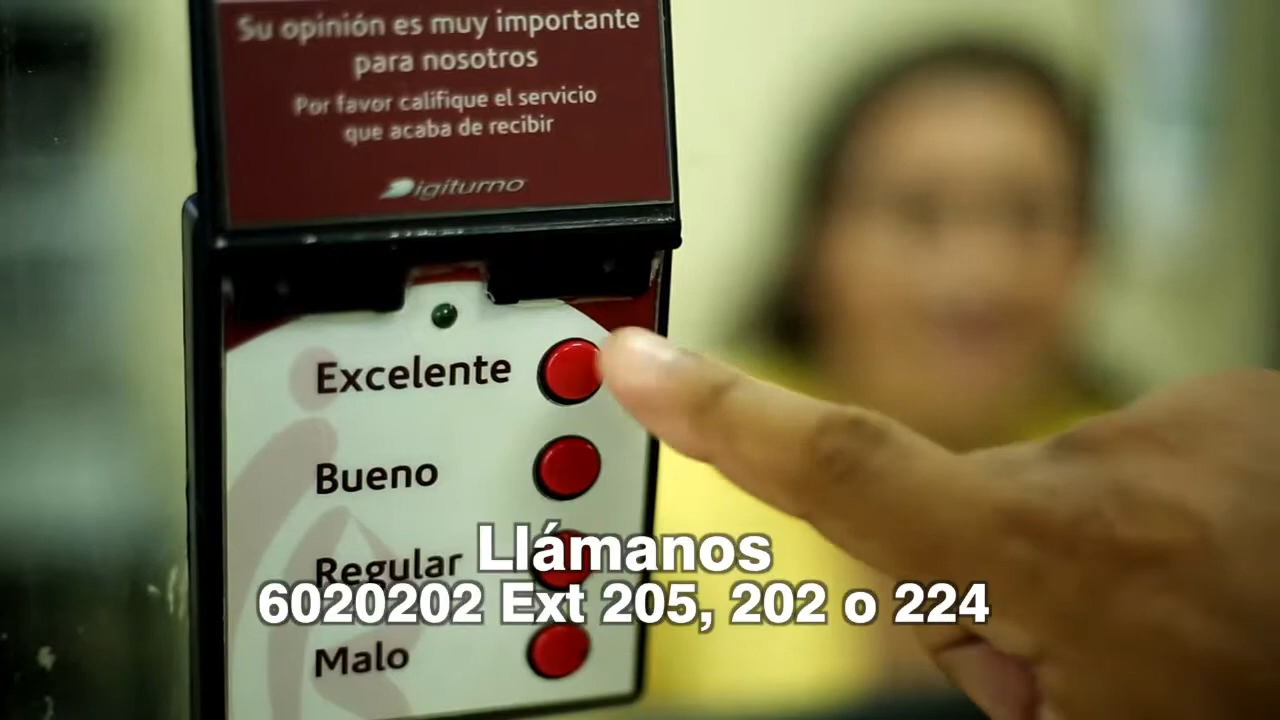 Su opinión es muy importante
para nosotros
Por favor califique el servicio
que acaba de recibir
Digiturno
Excelente
Bueno
Regular
Llámanos
6020202 Ext 205, 202 o 224
Malo